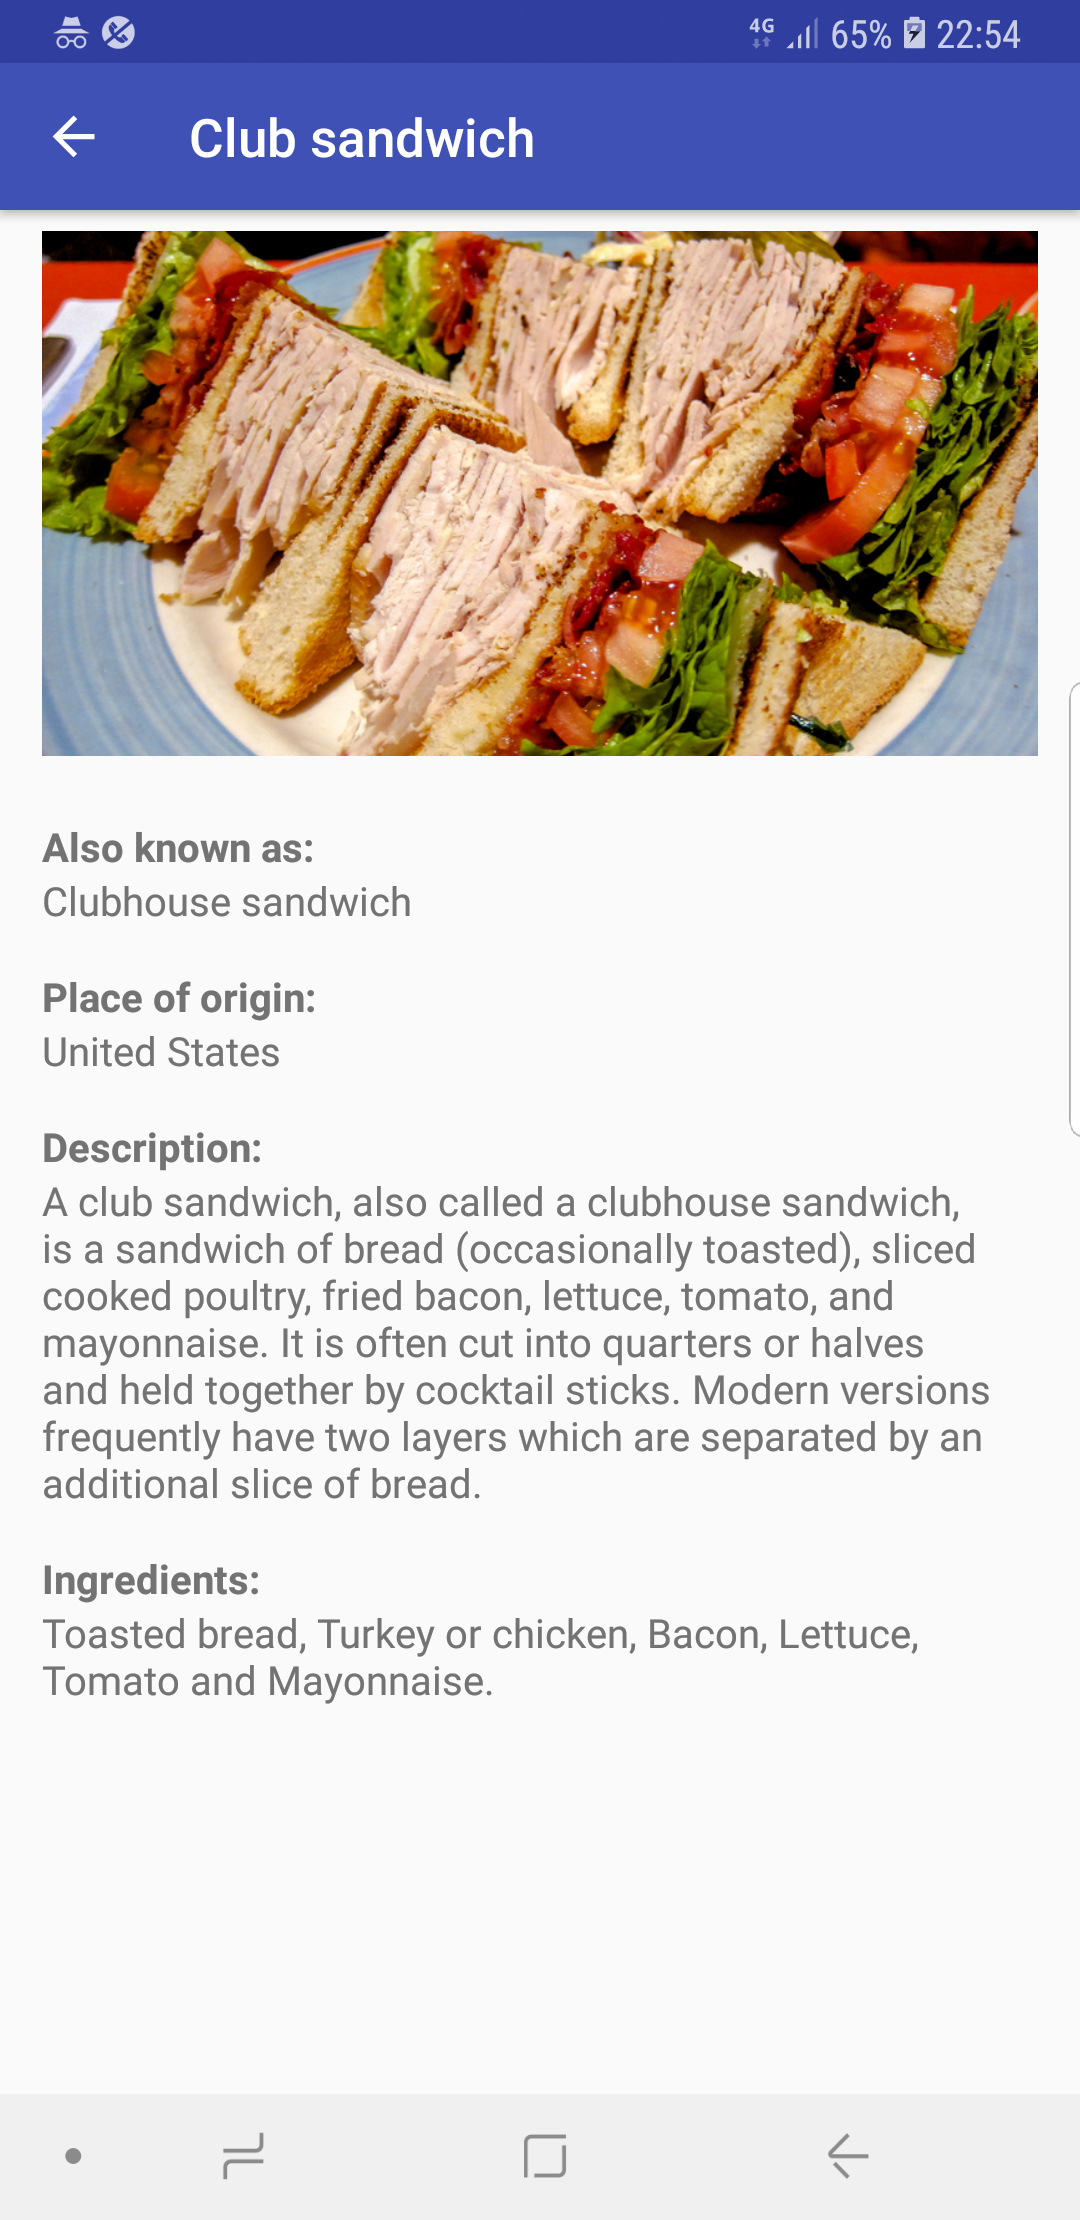 4G 65% 22:54
Club sandwich
Also known as:
Clubhouse sandwich
Place of origin:
United States
Description:
A club sandwich, also called a clubhouse sandwich,
is a sandwich of bread (occasionally toasted), sliced
cooked poultry, fried bacon, lettuce, tomato, and
mayonnaise. It is often cut into quarters or halves
and held together by cocktail sticks. Modern versions
frequently have two layers which are separated by an
additional slice of bread.
Ingredients:
Toasted bread, Turkey or chicken, Bacon, Lettuce,
Tomato and Mayonnaise.